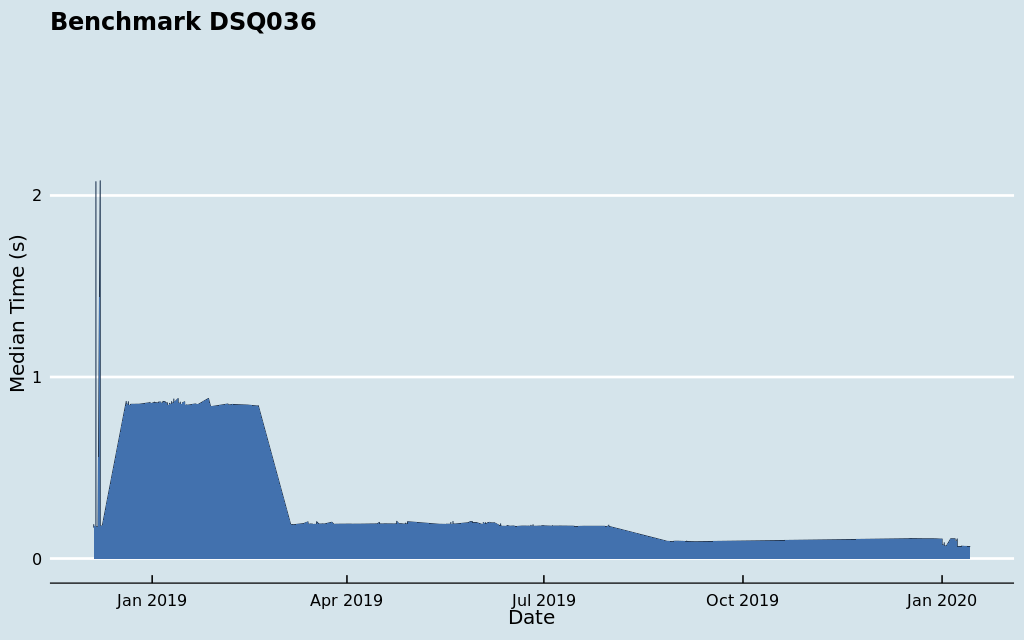 Benchmark DSQ036
Median Time (s)
2
1
0
Jan 2019
Apr 2019
Jul 2019
Oct 2019
Jan 2020
Date